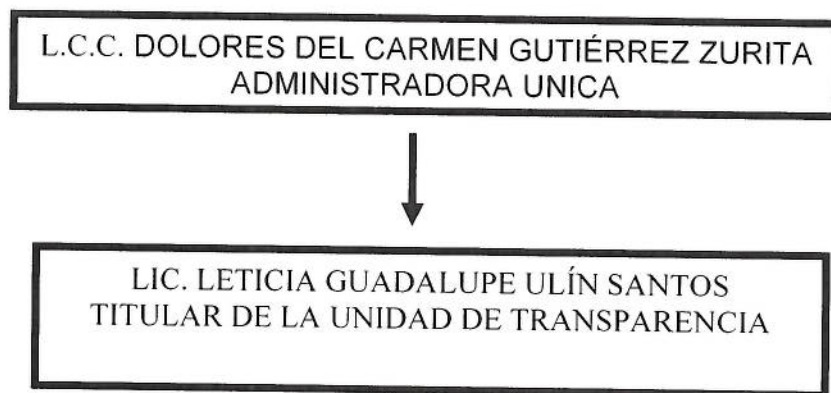 L.C.C. DOLORES DEL CARMEN GUTIÉRREZ ZURITA
ADMINISTRADORA UNICA
LIC. LETICIA GUADALUPE ULÍN SANTOS
TITULAR DE LA UNIDAD DE TRANSPARENCIA